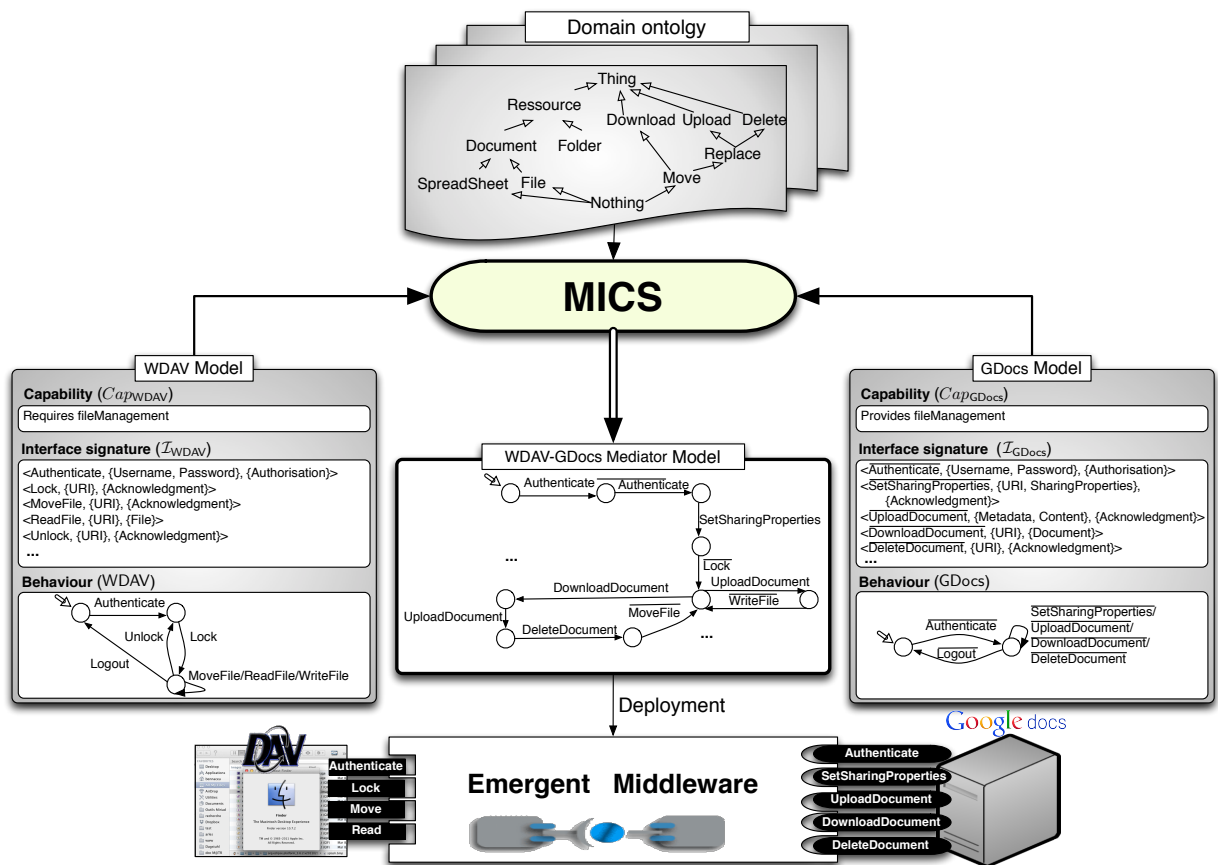 Domain ontolgy
Thing
Ressource
Download Upload Delete
Document Folder
Replace
SpreadSheet File Move
Nothing
MICS
WDAV Model
Capability (CapWDAV)
Requires fileManagement
Interface signature (IWDAV)
<Authenticate, {Username, Password}, {Authorisation}>
<Lock, {URI}, {Acknowledgment}>
<MoveFile, {URI}, {Acknowledgment}>
<ReadFile, {URI}, {File}>
<Unlock, {URI}, {Acknowledgment}>
...
Behaviour (WDAV)
Authenticate
Unlock Lock
Logout
MoveFile/ReadFile/WriteFile
WDAV-GDocs Mediator Model
Authenticate Authenticate
SetSharingProperties
...
Lock
DownloadDocument UploadDocument
MoveFile WriteFile
UploadDocument
DeleteDocument
...
GDocs Model
Capability (CapGDocs)
Provides fileManagement
Interface signature (IGDocs)
<Authenticate, {Username, Password}, {Authorisation}>
<SetSharingProperties, {URI, SharingProperties},
{Acknowledgment}>
<UploadDocument, {Metadata, Content}, {Acknowledgment}>
<DownloadDocument, {URI}, {Document}>
<DeleteDocument, {URI}, {Acknowledgment}>
...
Behaviour (GDocs)
Authenticate
Logout
SetSharingProperties/
UploadDocument/
DownloadDocument/
DeleteDocument
Deployment
DAV
Finder
Authenticate
Lock
Move
Read
Emergent Middleware
Google docs
Authenticate
SetSharingProperties
UploadDocument
DownloadDocument
DeleteDocument